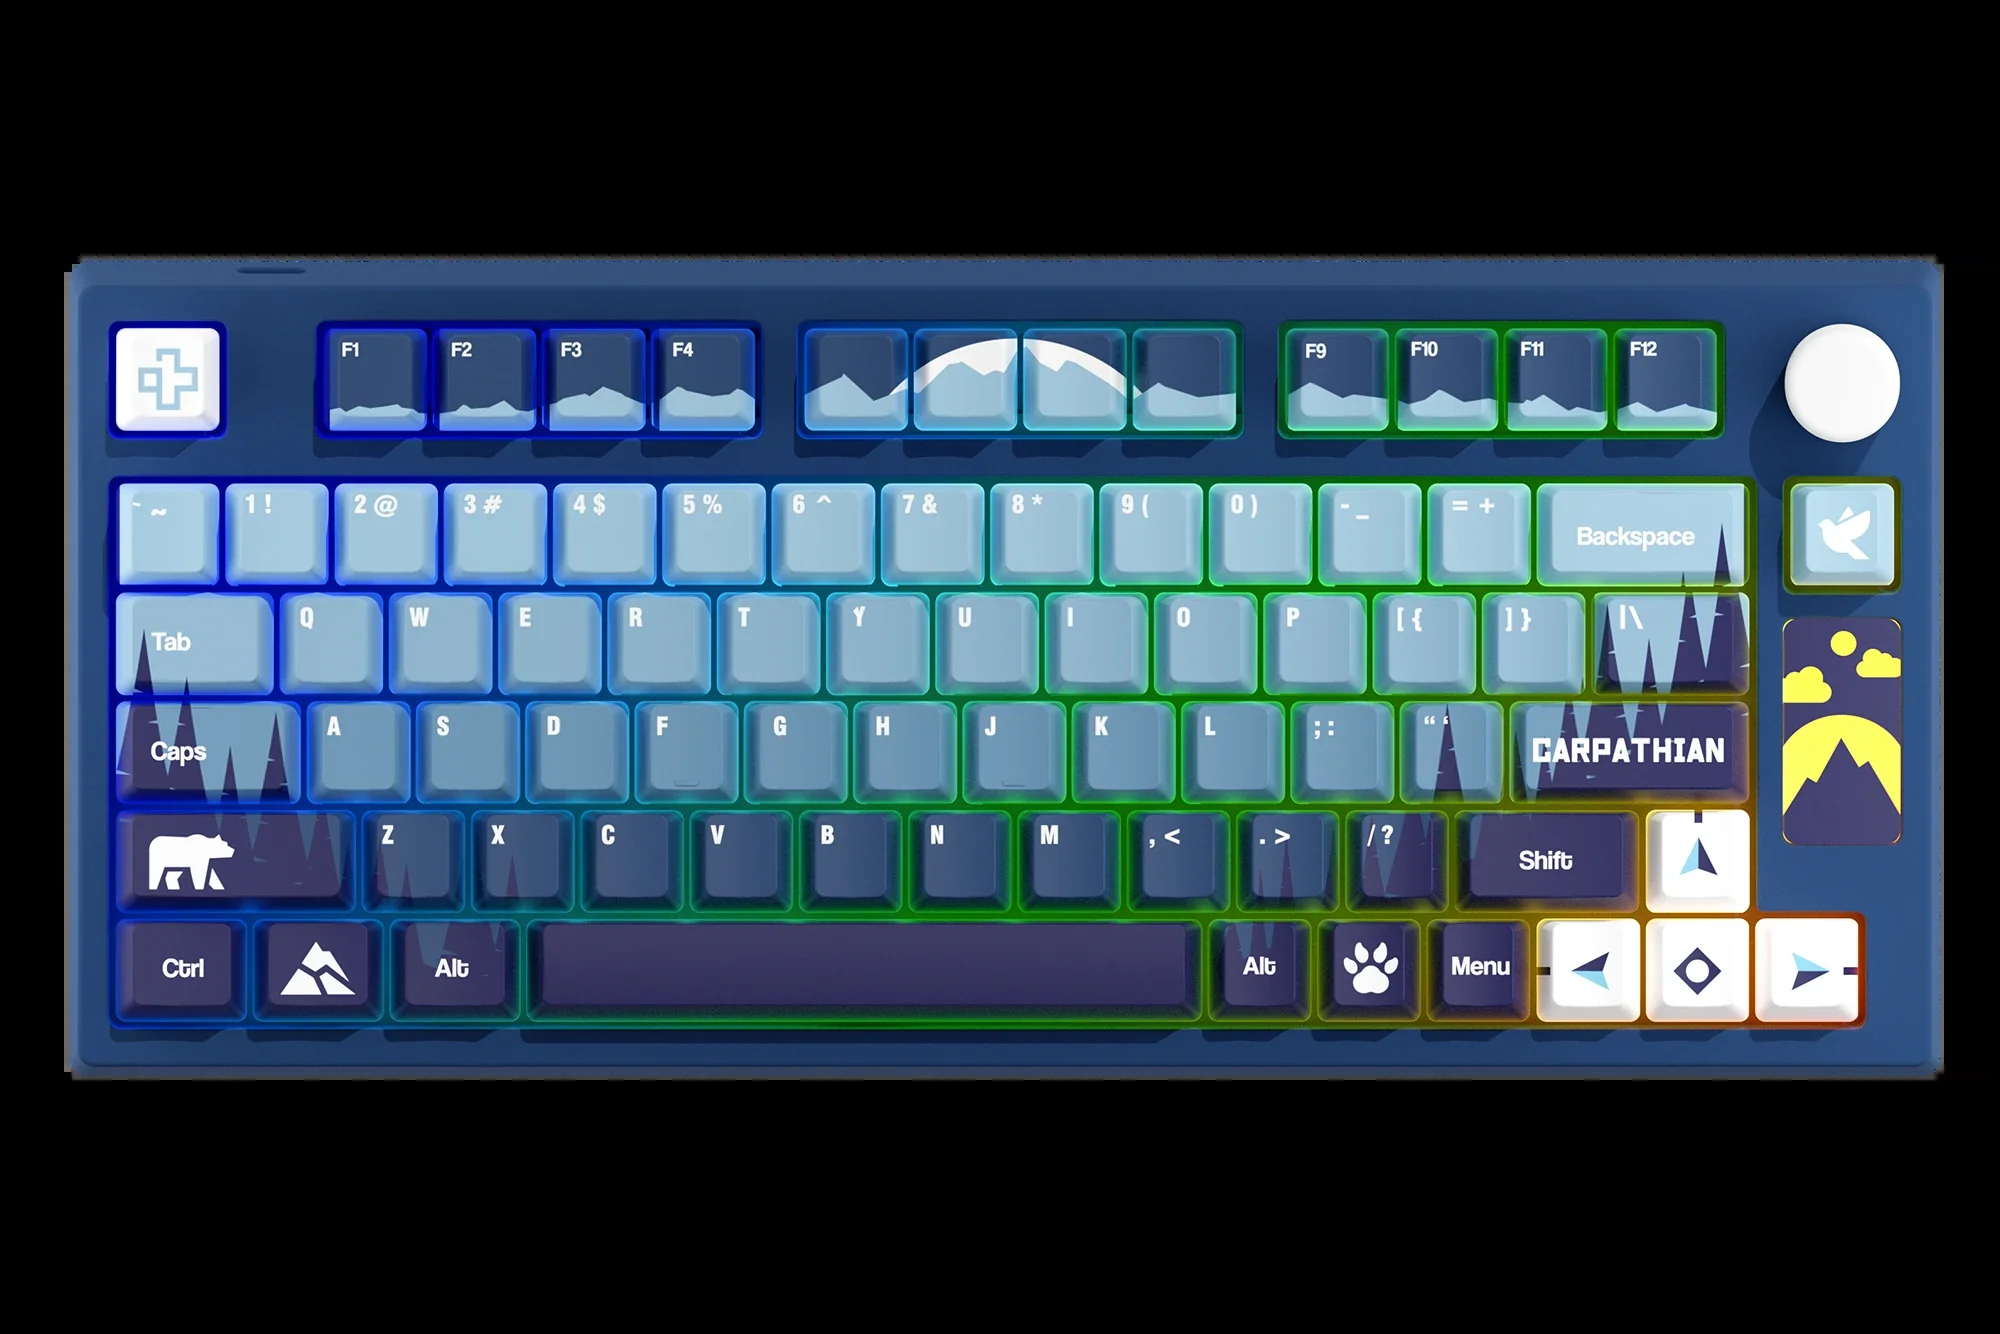 F1 F2 F3 F4 F9 F10 F11 F12
` ~ 1 ! 2 @ 3 # 4 $ 5 % 6 ^ 7 & 8 * 9 ( 0 ) - _ = + Backspace
Tab Q W E R T Y U I O P [ { ] } | \
Caps A S D F G H J K L ; : “ ‘ CARPATHIAN
Z X C V B N M , < . > / ? Shift
Ctrl Alt Alt Menu